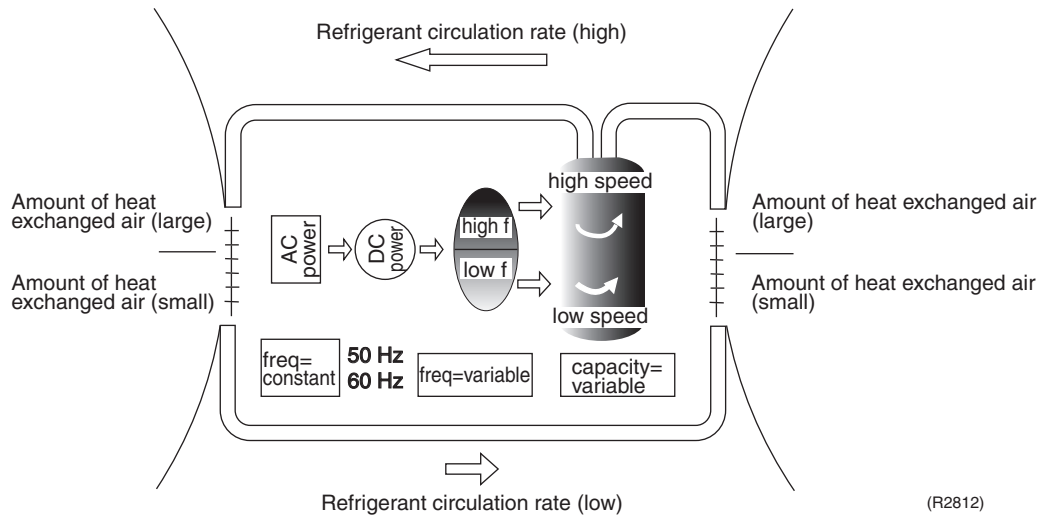 Refrigerant circulation rate (high)
Amount of heat
exchanged air (large)
Amount of heat
exchanged air (small)
AC
power
DC
power
high f
low f
high speed
low speed
Amount of heat exchanged air
(large)
Amount of heat exchanged air
(small)
freq=
constant
50 Hz
60 Hz
freq=variable
capacity=
variable
Refrigerant circulation rate (low)
(R2812)